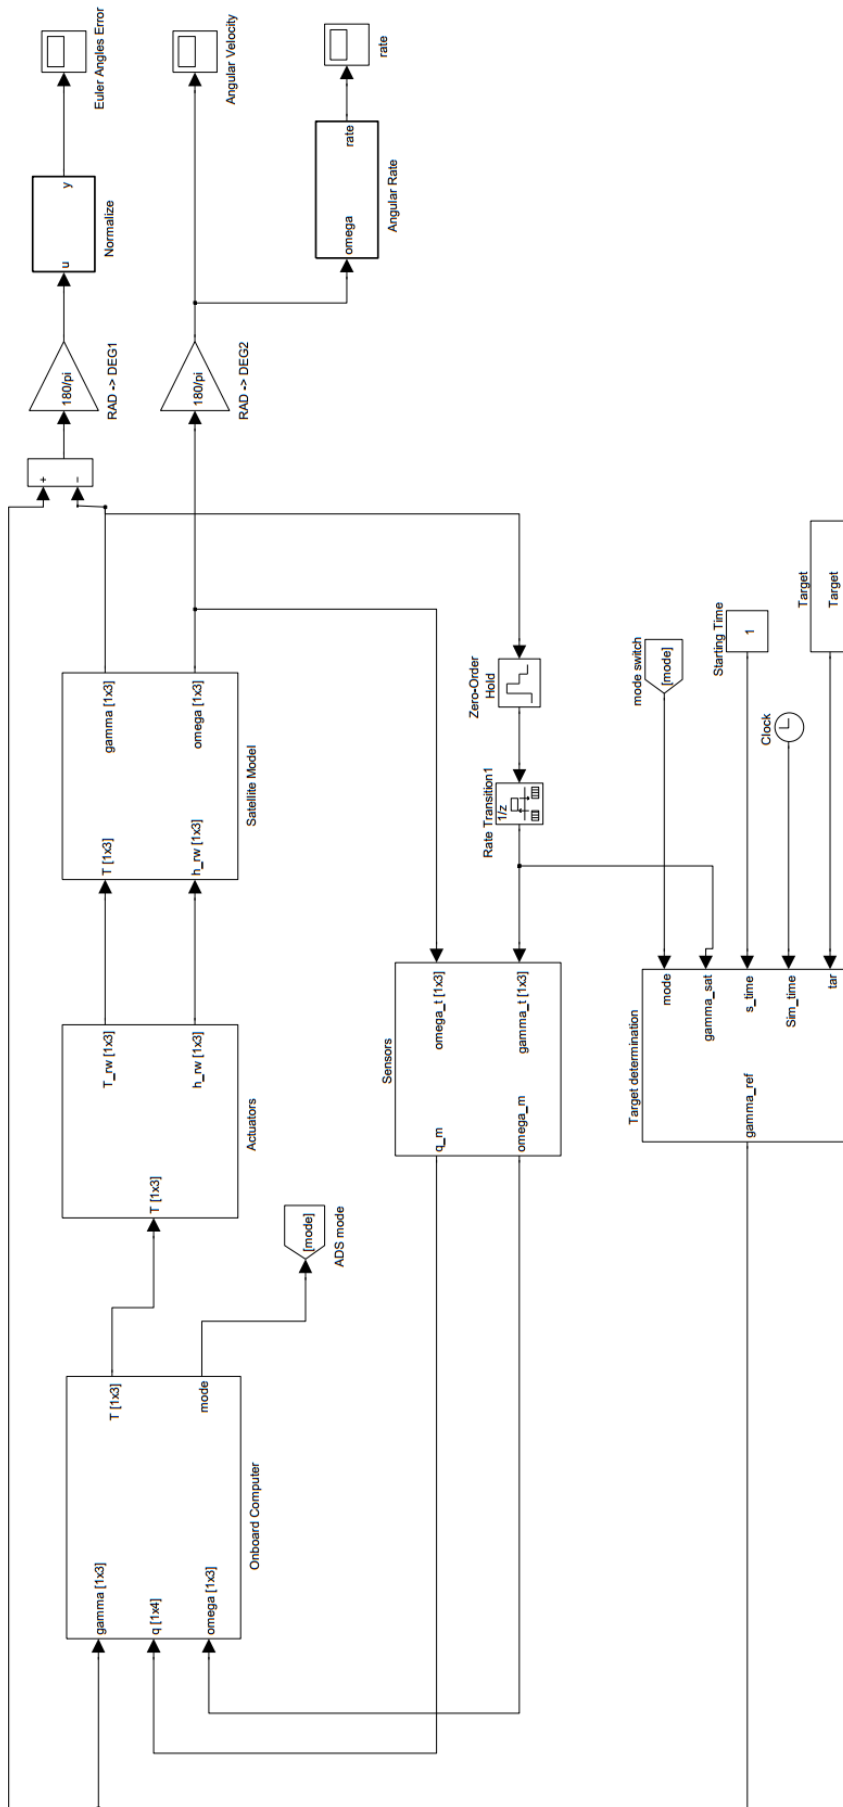 gamma [1x3]
q [1x4]
omega [1x3]
T [1x3]
mode
Onboard Computer
[mode]
ADS mode
T [1x3]
T_rw [1x3]
h_rw [1x3]
Actuators
T [1x3]
h_rw [1x3]
gamma [1x3]
omega [1x3]
Satellite Model
+
−
180/pi
RAD -> DEG1
u
y
Normalize
Euler Angles Error
180/pi
RAD -> DEG2
Angular Velocity
omega
rate
Angular Rate
rate
Sensors
q_m
omega_m
omega_t [1x3]
gamma_t [1x3]
Rate Transition1
1/z
Zero-Order
Hold
Target determination
gamma_ref
mode
gamma_sat
s_time
Sim_time
tar
mode switch
[mode]
Starting Time
1
Clock
Target
Target